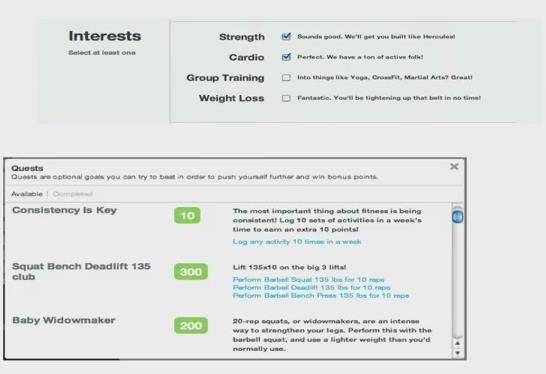 Interests
Select at least one
Strength Sounds good. We'll get you built like Hercules!
Cardio Perfect. We have a ton of active folk!
Group Training Into things like Yoga, CrossFit, Martial Arts? Great!
Weight Loss Fantastic. You'll be tightening up that belt in no time!
Quests
Quests are optional goals you can try to beat in order to push yourself further and win bonus points.
Available | Completed
Consistency Is Key
10
The most important thing about fitness is being
consistent! Log 10 sets of activities in a week's
time to earn an extra 10 points!
Log any activity 10 times in a week
Squat Bench Deadlift 135
club
300
Lift 135x10 on the big 3 lifts!
Perform Barbell Squat 135 lbs for 10 reps
Perform Barbell Deadlift 135 lbs for 10 reps
Perform Barbell Bench Press 135 lbs for 10 reps
Baby Widowmaker
200
20-rep squats, or widowmakers, are an intense
way to strengthen your legs. Perform this with the
barbell squat, and use a lighter weight than you'd
normally use.